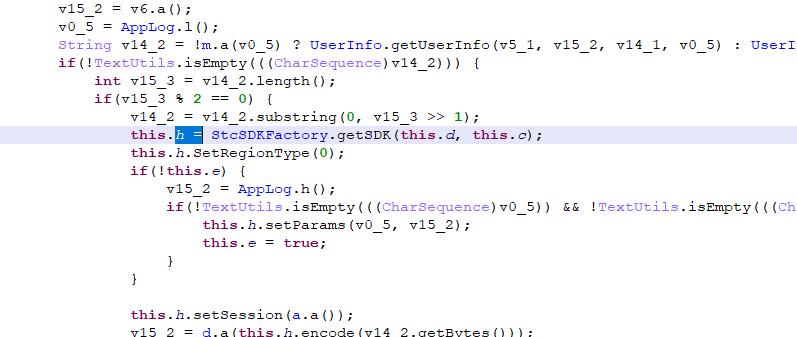 v15_2 = v6.a();
v0_5 = AppLog.l();
String v14_2 = !m.a(v0_5) ? UserInfo.getUserInfo(v5_1, v15_2, v14_1, v0_5) : UserI
if(!TextUtils.isEmpty(((CharSequence)v14_2))) {
int v15_3 = v14_2.length();
if(v15_3 % 2 == 0) {
v14_2 = v14_2.substring(0, v15_3 >> 1);
this.h = StcSDKFactory.getSDK(this.d, this.c);
this.h.SetRegionType(0);
if(!this.e) {
v15_2 = AppLog.h();
if(!TextUtils.isEmpty(((CharSequence)v0_5)) && !TextUtils.isEmpty(((Ch
this.h.setParams(v0_5, v15_2);
this.e = true;
}
}
this.h.setSession(a.a());
v15_2 = d.a(this.h.encode(v14_2.getBytes()));